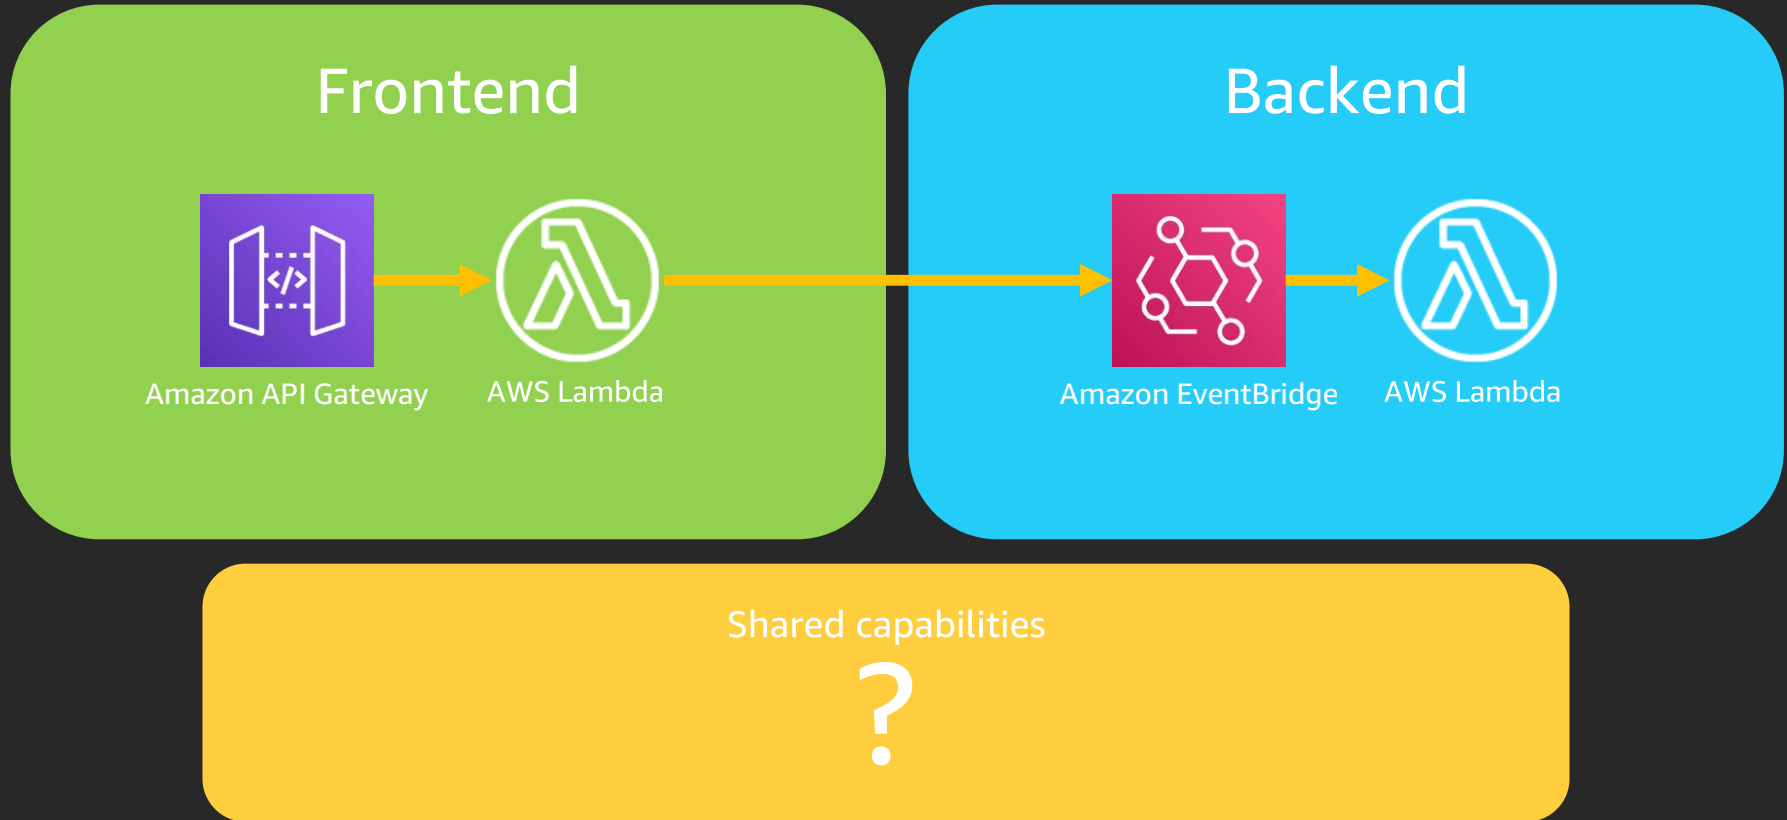 Frontend
Backend
</>
Amazon API Gateway
AWS Lambda
Amazon EventBridge
AWS Lambda
Shared capabilities
?